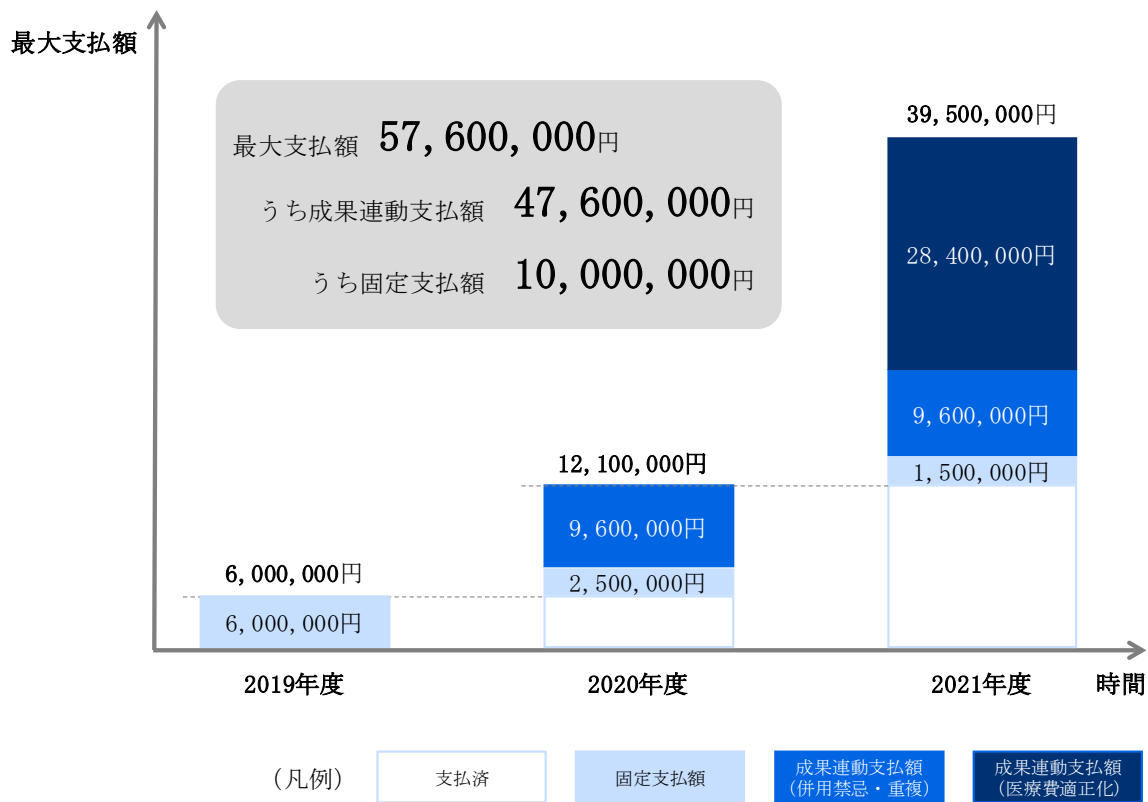 最大支払額
最大支払額 57,600,000円
うち成果連動支払額 47,600,000円
うち固定支払額 10,000,000円
39,500,000円
28,400,000円
9,600,000円
1,500,000円
12,100,000円
9,600,000円
2,500,000円
6,000,000円
6,000,000円
2019年度 2020年度 2021年度 時間
(凡例) 支払済 固定支払額
成果連動支払額
(併用禁忌・重複)
成果連動支払額
(医療費適正化)